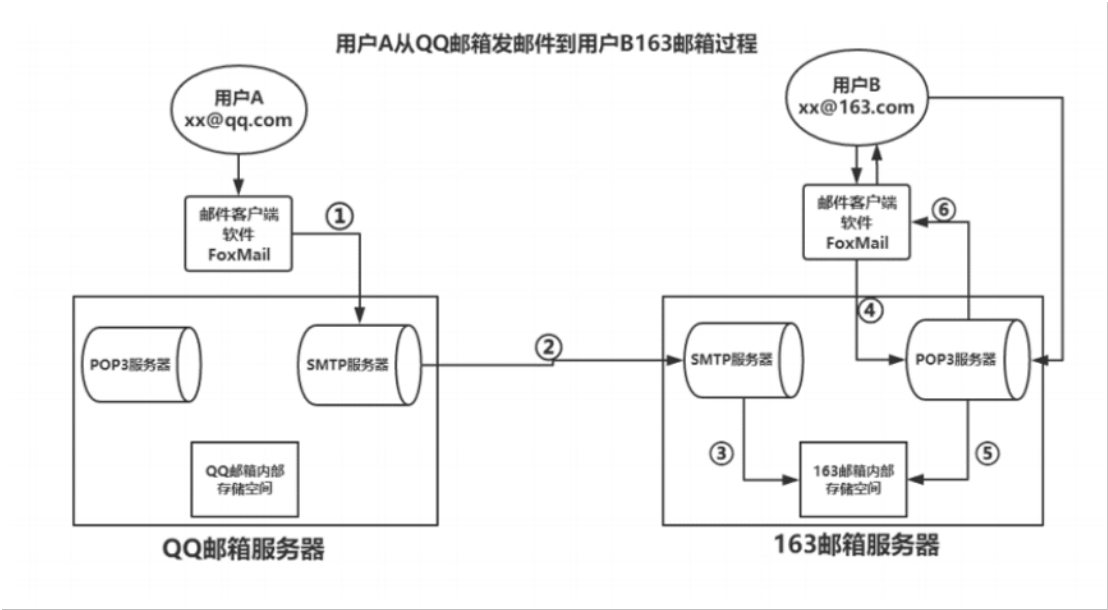 用户A从QQ邮箱发邮件到用户B163邮箱过程
用户A
xx@qq.com
用户B
xx@163.com
邮件客户端
软件
FoxMail
①
邮件客户端
软件
FoxMail
⑥
④
POP3服务器
SMTP服务器
②
SMTP服务器
POP3服务器
③
⑤
QQ邮箱内部
存储空间
163邮箱内部
存储空间
QQ邮箱服务器
163邮箱服务器